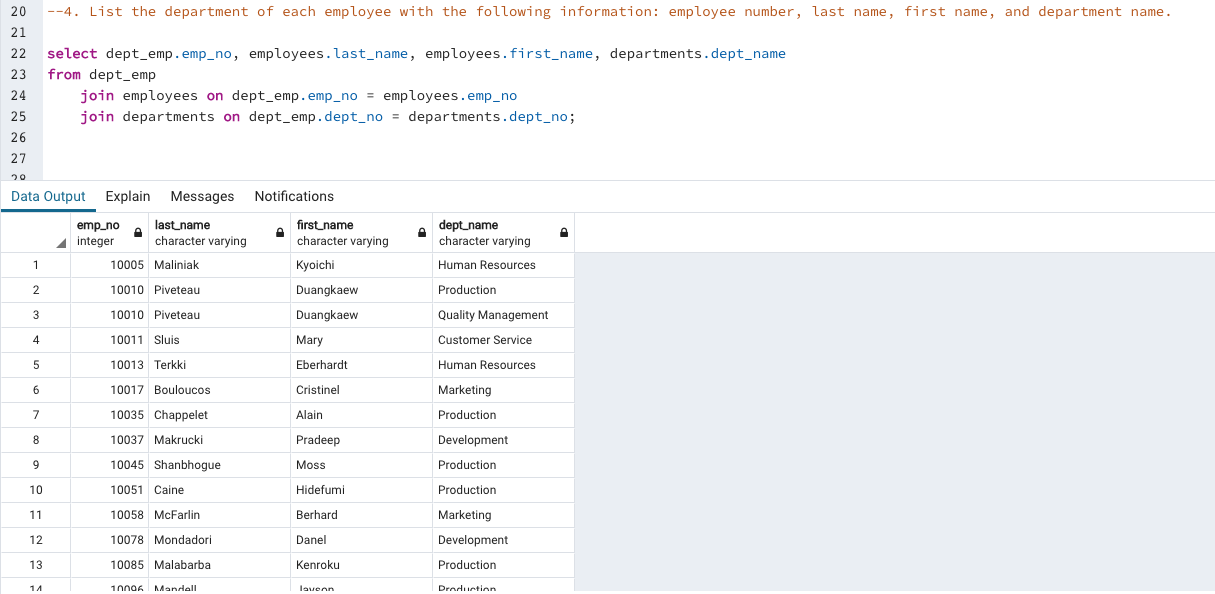 20 --4. List the department of each employee with the following information: employee number, last name, first name, and department name.
21
22 select dept_emp.emp_no, employees.last_name, employees.first_name, departments.dept_name
23 from dept_emp
24 join employees on dept_emp.emp_no = employees.emp_no
25 join departments on dept_emp.dept_no = departments.dept_no;
26
27
28
Data Output Explain Messages Notifications
emp_no last_name first_name dept_name
integer character varying character varying character varying
1 10005 Maliniak Kyoichi Human Resources
2 10010 Piveteau Duangkaew Production
3 10010 Piveteau Duangkaew Quality Management
4 10011 Sluis Mary Customer Service
5 10013 Terkki Eberhardt Human Resources
6 10017 Bouloucos Cristinel Marketing
7 10035 Chappelet Alain Production
8 10037 Makrucki Pradeep Development
9 10045 Shanbhogue Moss Production
10 10051 Caine Hidefumi Production
11 10058 McFarlin Berhard Marketing
12 10078 Mondadori Danel Development
13 10085 Malabarba Kenroku Production
14 10096 Mandell Jayson Production